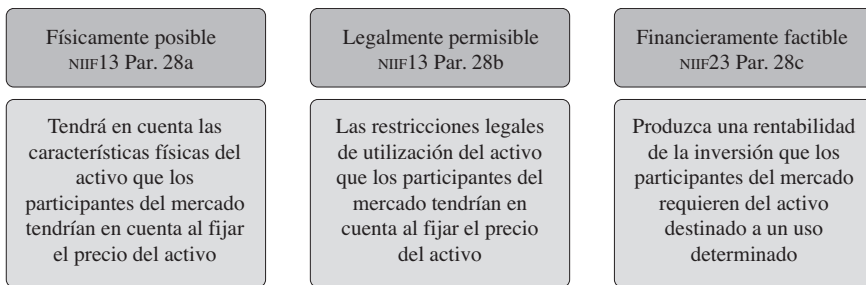 Físicamente posible
NIIF13 Par. 28a
Tendrá en cuenta las
características físicas del
activo que los
participantes del mercado
tendrían en cuenta al fijar
el precio del activo
Legalmente permisible
NIIF13 Par. 28b
Las restricciones legales
de utilización del activo
que los participantes del
mercado tendrían en
cuenta al fijar el precio
del activo
Financieramente factible
NIIF23 Par. 28c
Produzca una rentabilidad
de la inversión que los
participantes del mercado
requieren del activo
destinado a un uso
determinado